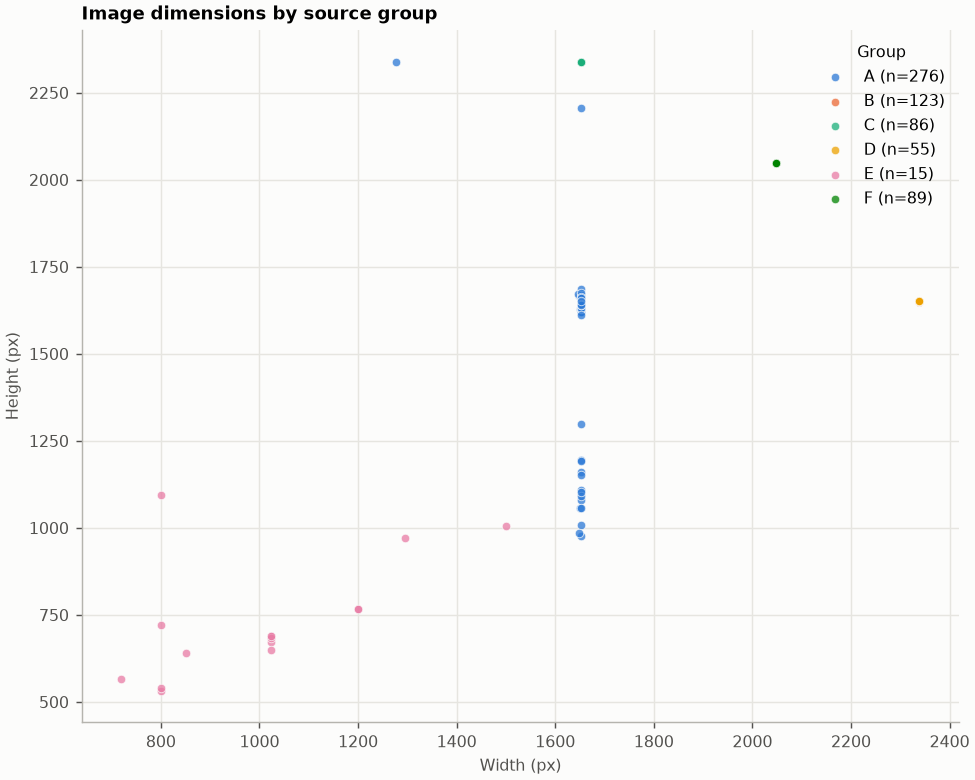 Image dimensions by source group
Group
A (n=276)
B (n=123)
C (n=86)
D (n=55)
E (n=15)
F (n=89)
Height (px)
2250
2000
1750
1500
1250
1000
750
500
800 1000 1200 1400 1600 1800 2000 2200 2400
Width (px)